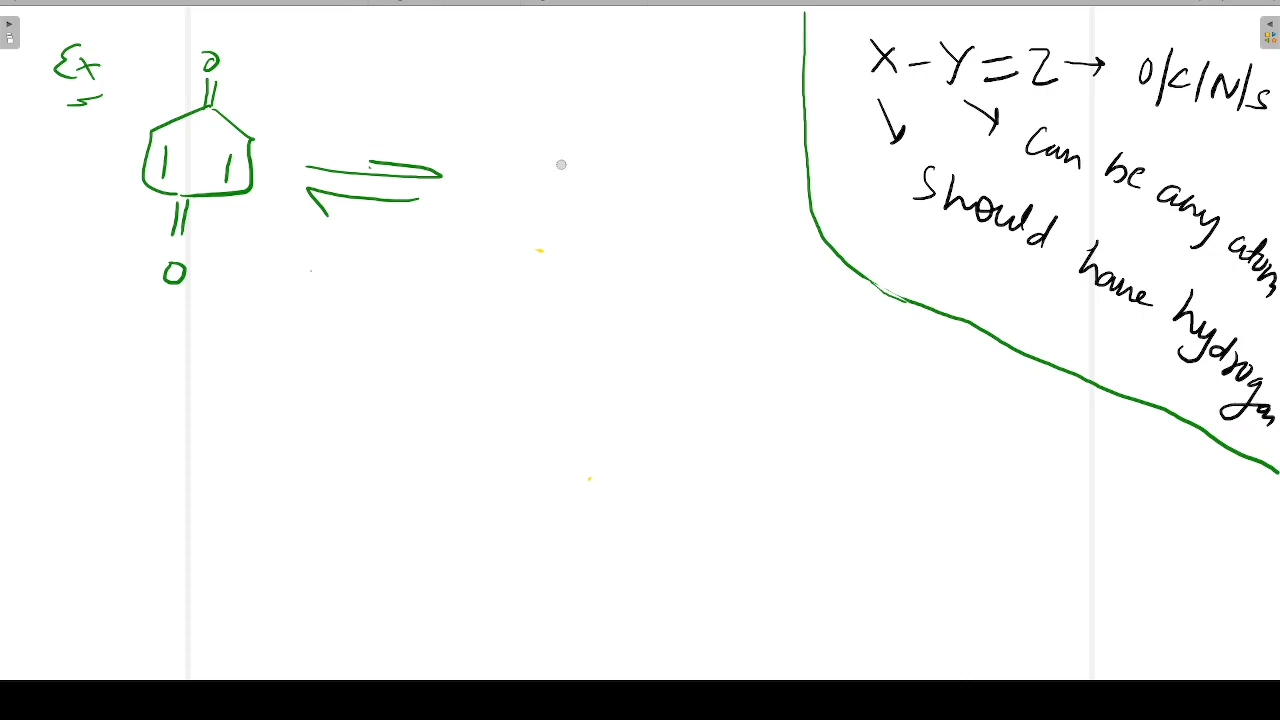 Ex
O
O
X - Y = Z → O/C/N/S
can be any atom
should have hydrogen